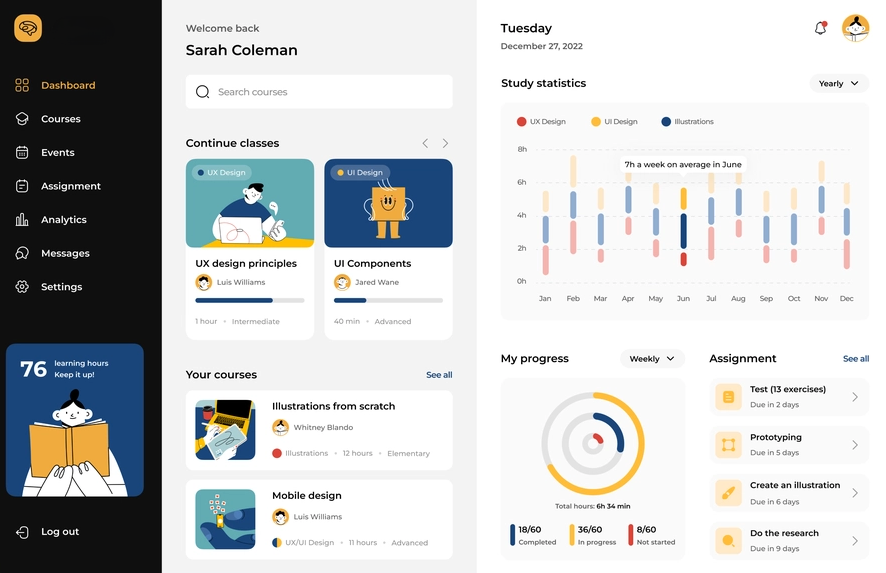 Dashboard
Courses
Events
Assignment
Analytics
Messages
Settings
76
learning hours
Keep it up!
Log out
Welcome back
Sarah Coleman
Search courses
Continue classes
UX Design
UX design principles
Luis Williams
1 hour • Intermediate
UI Design
UI Components
Jared Wane
40 min • Advanced
Your courses
See all
Illustrations from scratch
Whitney Blando
Illustrations • 12 hours • Elementary
Mobile design
Luis Williams
UX/UI Design • 11 hours • Advanced
Tuesday
December 27, 2022
Study statistics
Yearly
UX Design UI Design Illustrations
8h
7h a week on average in June
6h
4h
2h
0h
Jan Feb Mar Apr May Jun Jul Aug Sep Oct Nov Dec
My progress
Weekly
Total hours: 6h 34 min
18/60
Completed
36/60
In progress
8/60
Not started
Assignment
See all
Test (13 exercises)
Due in 2 days
Prototyping
Due in 5 days
Create an illustration
Due in 6 days
Do the research
Due in 9 days